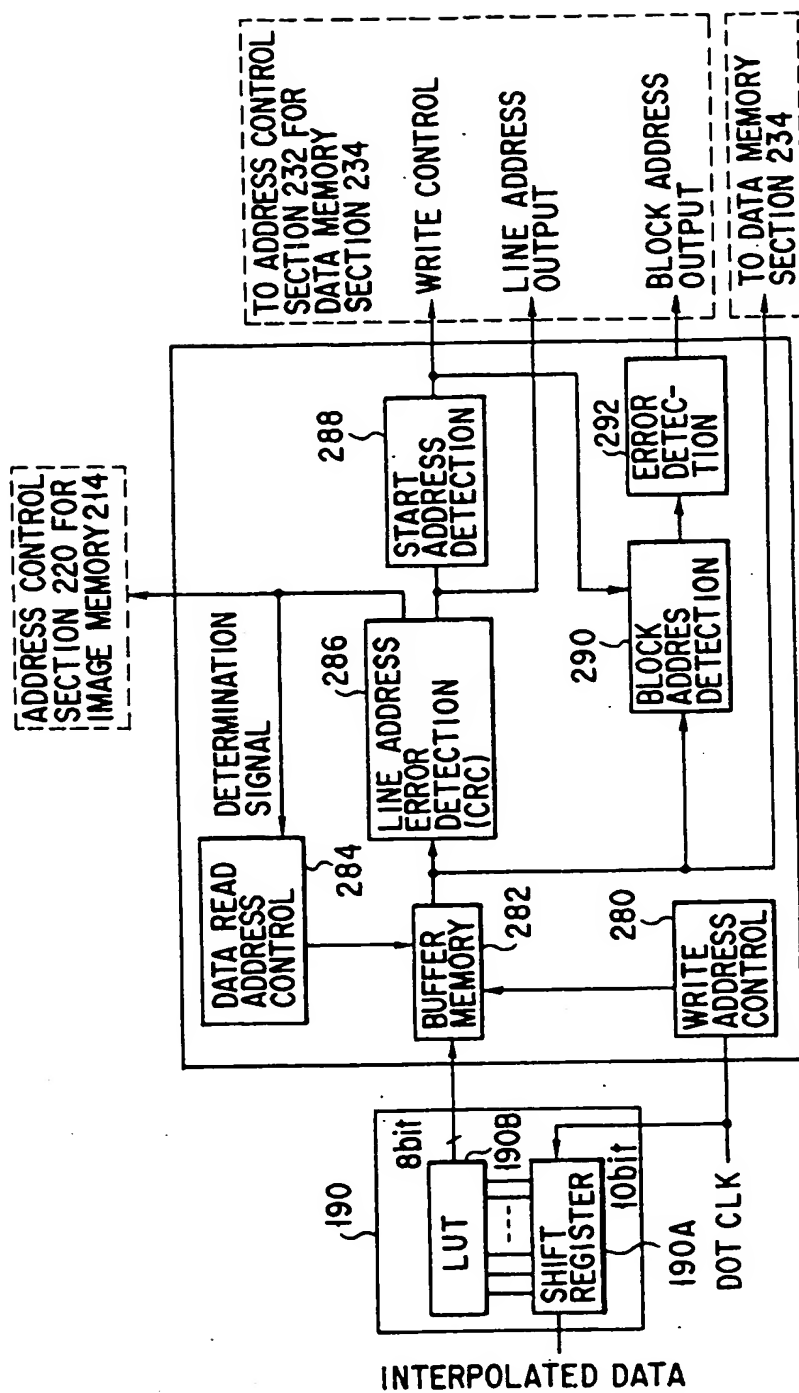 ADDRESS CONTROL
SECTION 220 FOR
IMAGE MEMORY 214
TO ADDRESS CONTROL
SECTION 232 FOR
DATA MEMORY
SECTION 234
WRITE CONTROL
LINE ADDRESS
OUTPUT
BLOCK ADDRESS
OUTPUT
TO DATA MEMORY
SECTION 234
DETERMINATION
SIGNAL
DATA READ
ADDRESS
CONTROL
284
286
LINE ADDRESS
ERROR
DETECTION
(CRC)
288
START
ADDRESS
DETECTION
292
ERROR
DETEC-
TION
290
BLOCK
ADDRES
DETECTION
BUFFER
MEMORY
282
280
WRITE
ADDRESS
CONTROL
190
8bit
LUT
190B
SHIFT
REGISTER
10bit
190A
DOT CLK
INTERPOLATED DATA